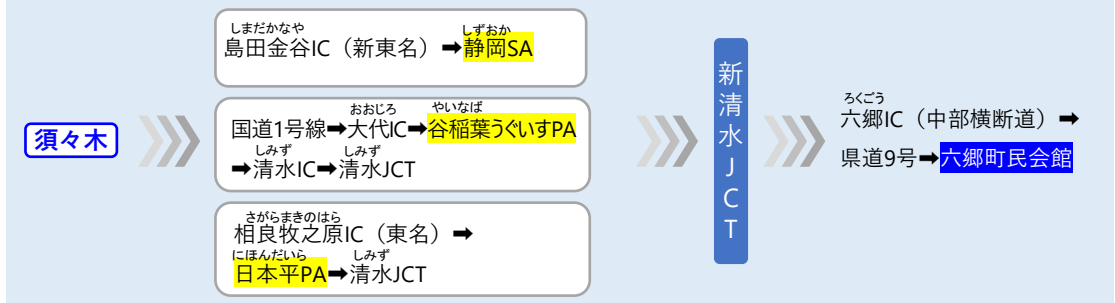 須々木
しまだかなや しずおか
島田金谷IC（新東名）➡静岡SA
おおじろ やいなば
国道1号線➡大代IC➡谷稲葉うぐいすPA
しみず しみず
➡清水IC➡清水JCT
さがらまきのはら
相良牧之原IC（東名）➡
にほんだいら しみず
日本平PA➡清水JCT
新清水JCT
ろくごう
六郷IC（中部横断道）➡
県道9号➡六郷町民会館